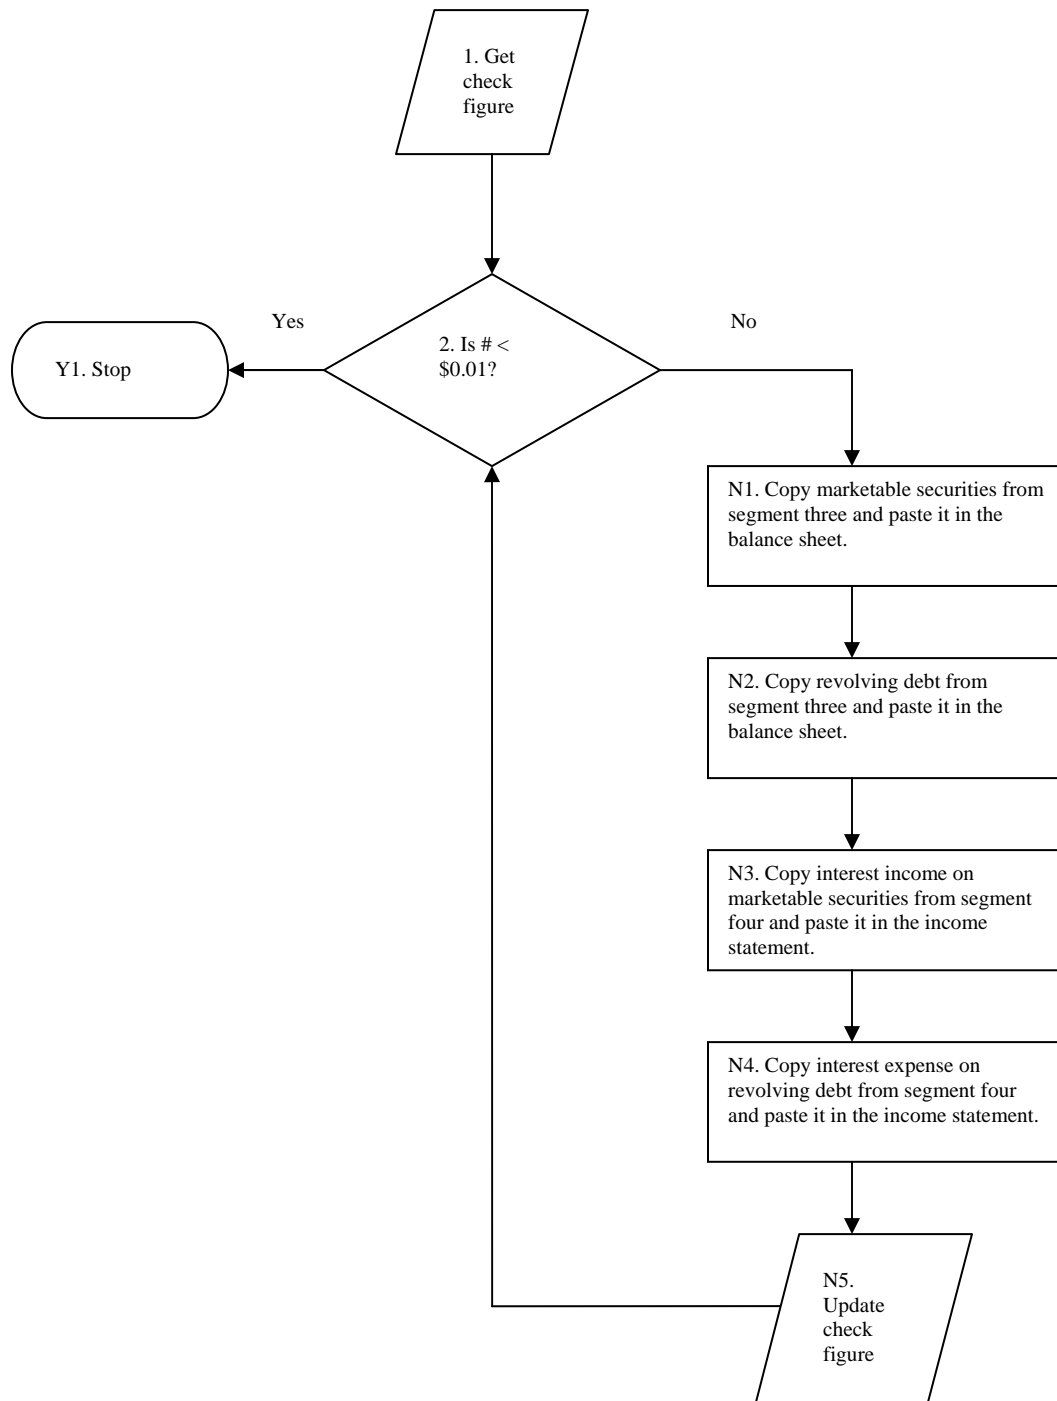 1. Get
check
figure
Yes
No
2. Is # <
$0.01?
Y1. Stop
N1. Copy marketable securities from
segment three and paste it in the
balance sheet.
N2. Copy revolving debt from
segment three and paste it in the
balance sheet.
N3. Copy interest income on
marketable securities from segment
four and paste it in the income
statement.
N4. Copy interest expense on
revolving debt from segment four
and paste it in the income statement.
N5.
Update
check
figure